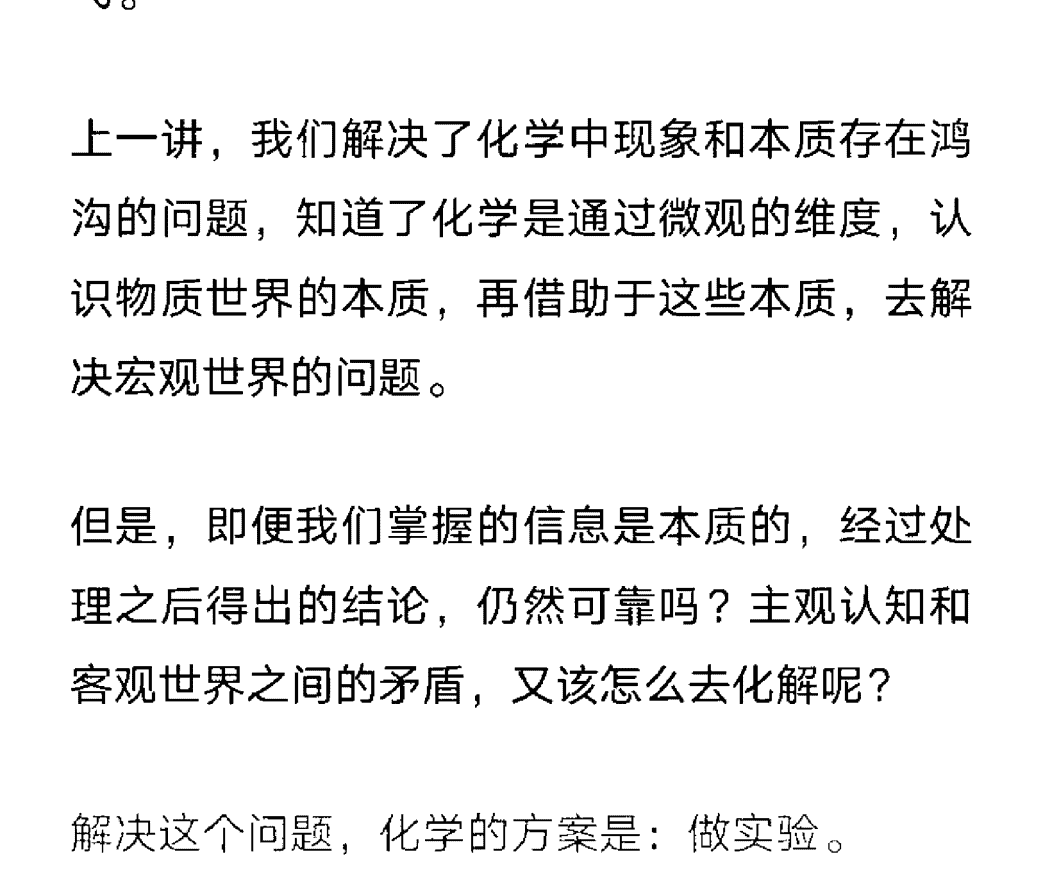 上一讲，我们解决了化学中现象和本质存在鸿
沟的问题，知道了化学是通过微观的维度，认
识物质世界的本质，再借助于这些本质，去解
决宏观世界的问题。
但是，即便我们掌握的信息是本质的，经过处
理之后得出的结论，仍然可靠吗？主观认知和
客观世界之间的矛盾，又该怎么去化解呢？
解决这个问题，化学的方案是：做实验。